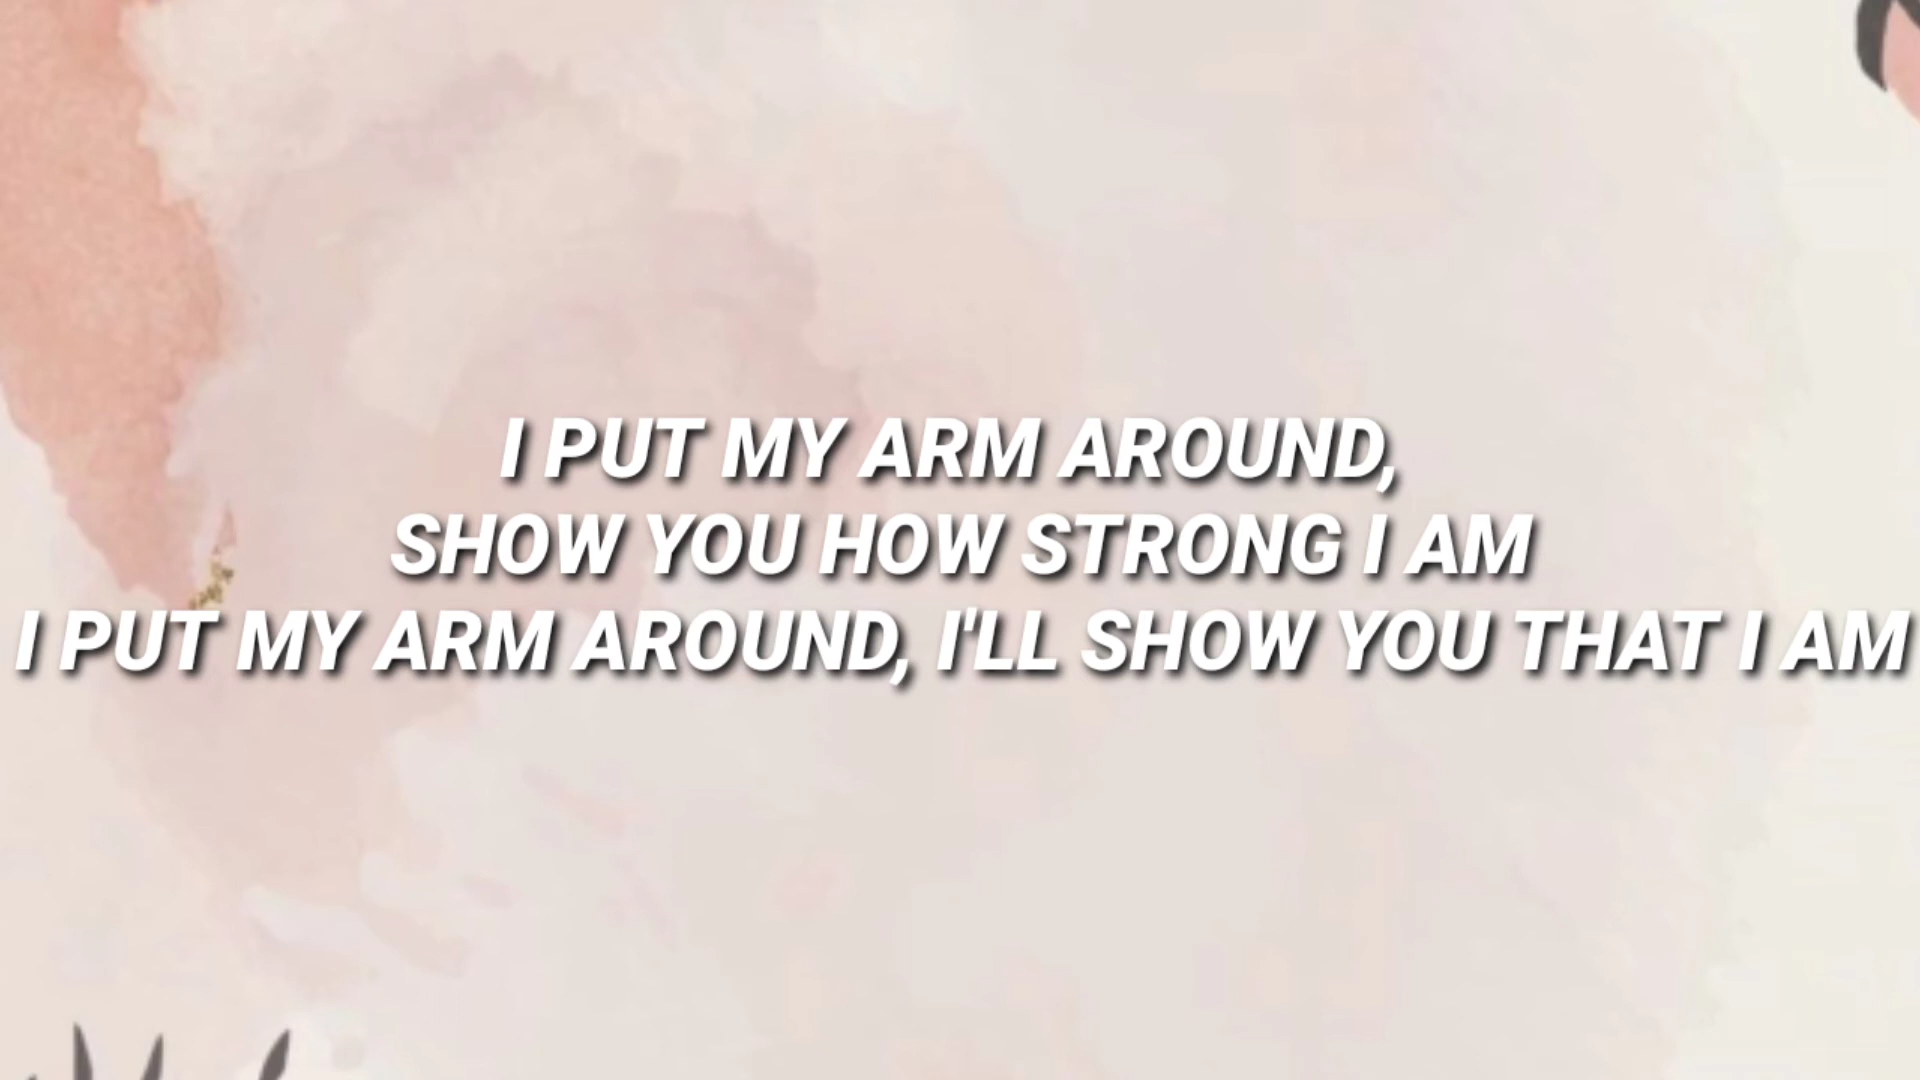 I PUT MY ARM AROUND,
SHOW YOU HOW STRONG I AM
I PUT MY ARM AROUND, I'LL SHOW YOU THAT I AM